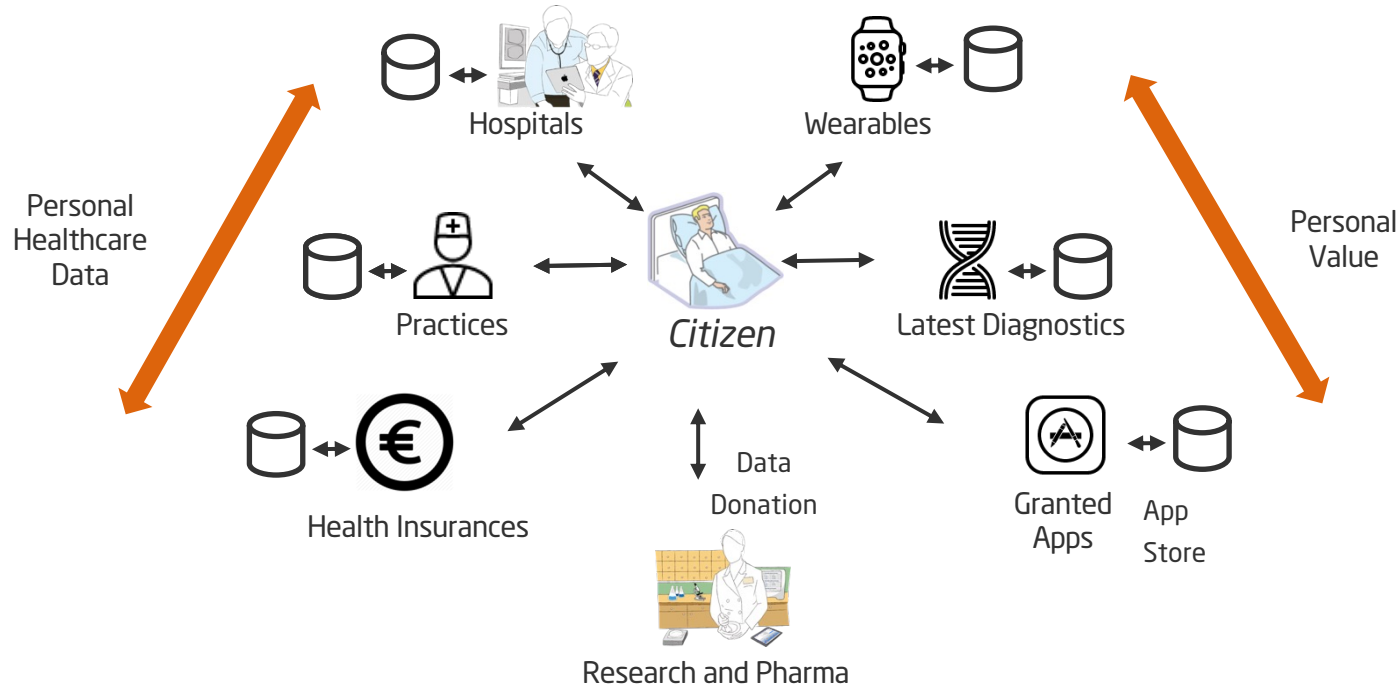 Hospitals
Wearables
Personal
Healthcare
Data
Personal
Value
Practices
Citizen
Latest Diagnostics
€
Health Insurances
Data
Donation
Granted
Apps
App
Store
Research and Pharma